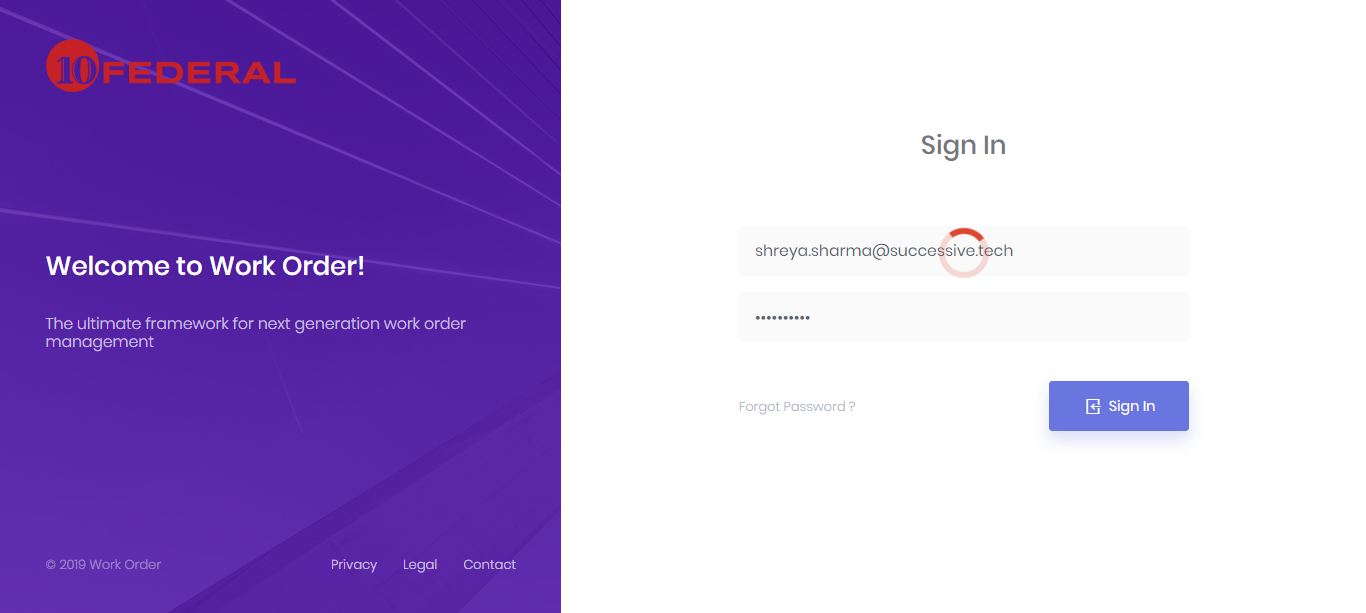 10 FEDERAL
Welcome to Work Order!
The ultimate framework for next generation work order
management
© 2019 Work Order
Privacy Legal Contact
Sign In
shreya.sharma@successive.tech
••••••••••
Forgot Password ?
Sign In